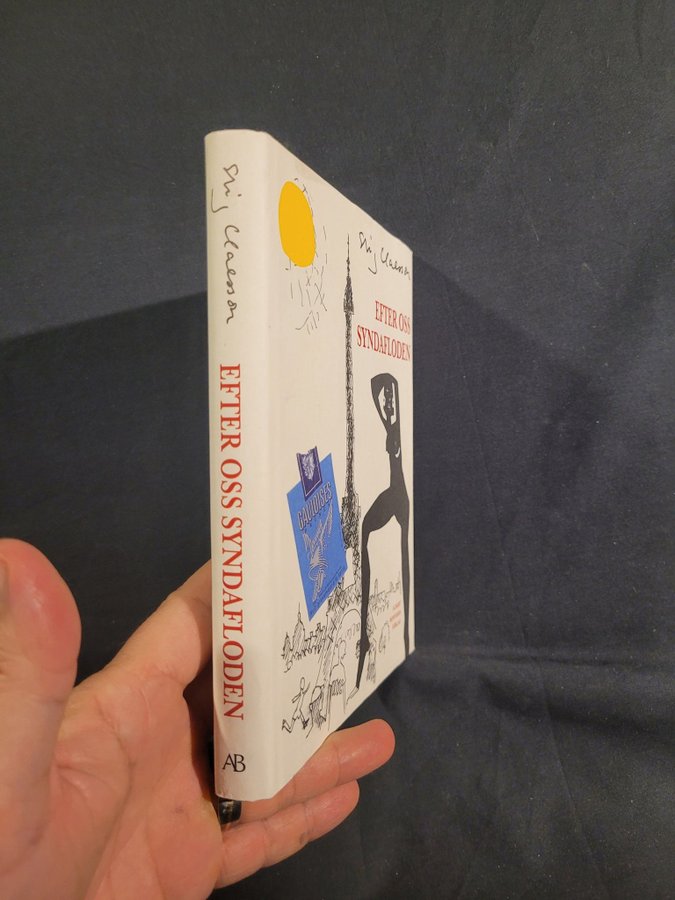 Stig Claesson
EFTER OSS SYNDAFLODEN
AB
Stig Claesson
EFTER OSS
SYNDAFLODEN
GAULOISES